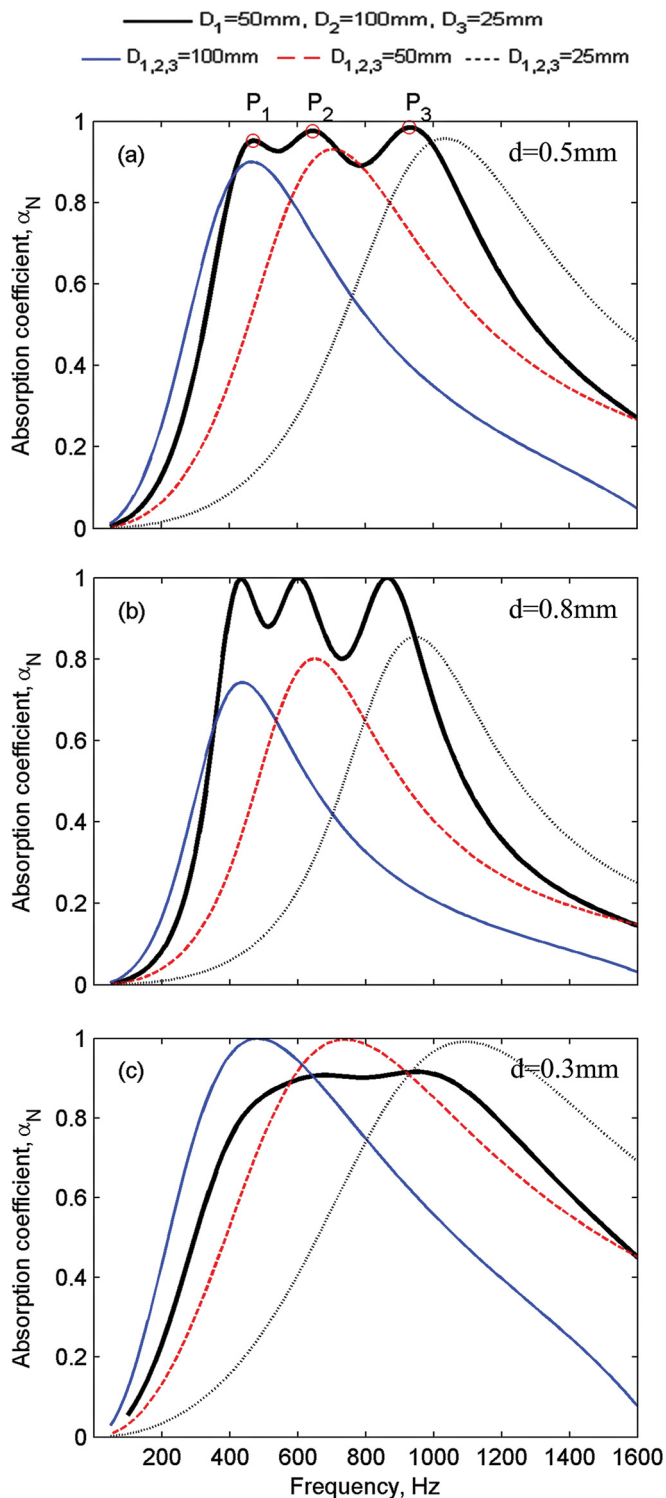 D1=50mm, D2=100mm, D3=25mm
D1,2,3=100mm D1,2,3=50mm D1,2,3=25mm
P1 P2 P3
1
(a) d=0.5mm
0.8
0.6
0.4
0.2
0
Absorption coefficient, αN
1
(b) d=0.8mm
0.8
0.6
0.4
0.2
0
Absorption coefficient, αN
1
(c) d=0.3mm
0.8
0.6
0.4
0.2
0
Absorption coefficient, αN
200 400 600 800 1000 1200 1400 1600
Frequency, Hz